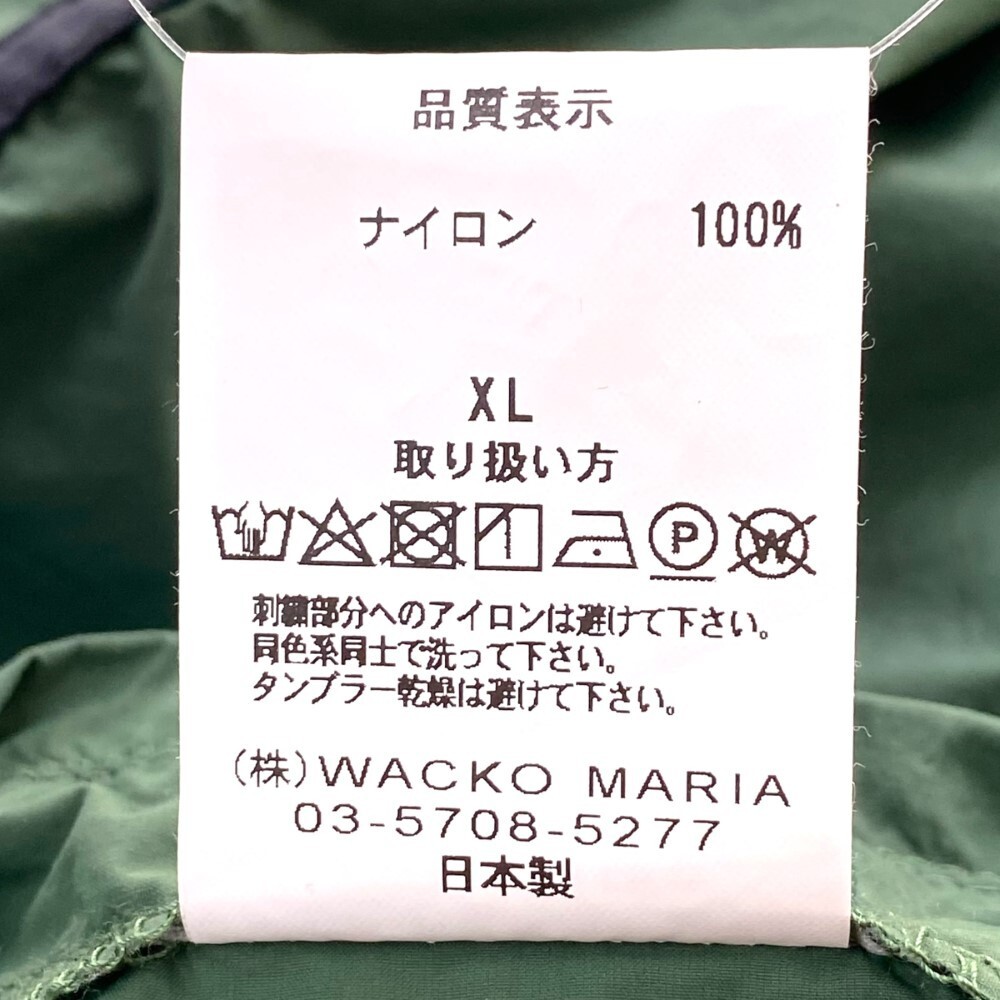 品質表示
ナイロン 100%
XL
取り扱い方
P W
刺繍部分へのアイロンは避けて下さい。
同色系同士で洗って下さい。
タンブラー乾燥は避けて下さい。
(株)WACKO MARIA
03-5708-5277
日本製